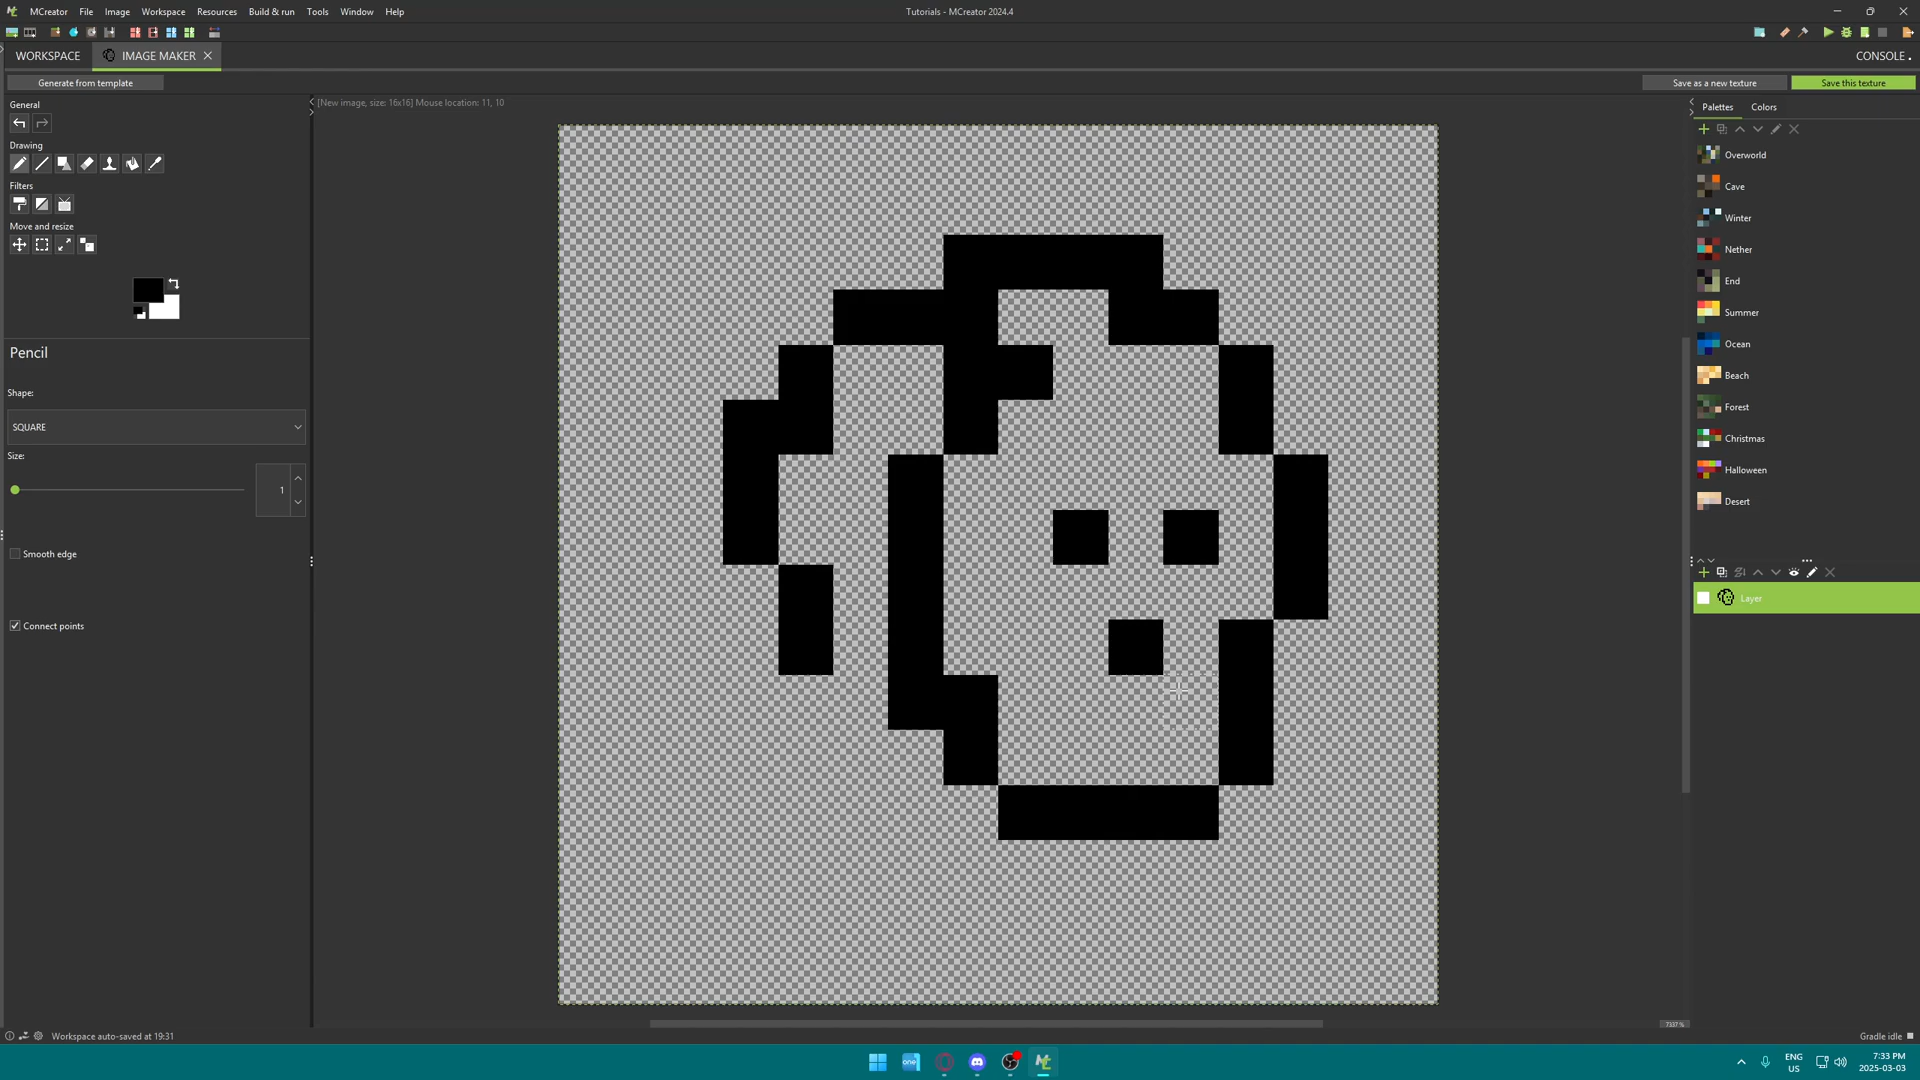 MCreator File Image Workspace Resources Build & run Tools Window Help
Tutorials - MCreator 2024.4
WORKSPACE
IMAGE MAKER
CONSOLE
Generate from template
Save as a new texture
Save this texture
[New image, size: 16x16] Mouse location: 11, 10
General
Drawing
Filters
Move and resize
Pencil
Shape:
SQUARE
Size:
1
Smooth edge
Connect points
Palettes
Colors
Overworld
Cave
Winter
Nether
End
Summer
Ocean
Beach
Forest
Christmas
Halloween
Desert
Layer
7337 %
Workspace auto-saved at 19:31
Gradle idle
one
ENG
US
7:33 PM
2025-03-03